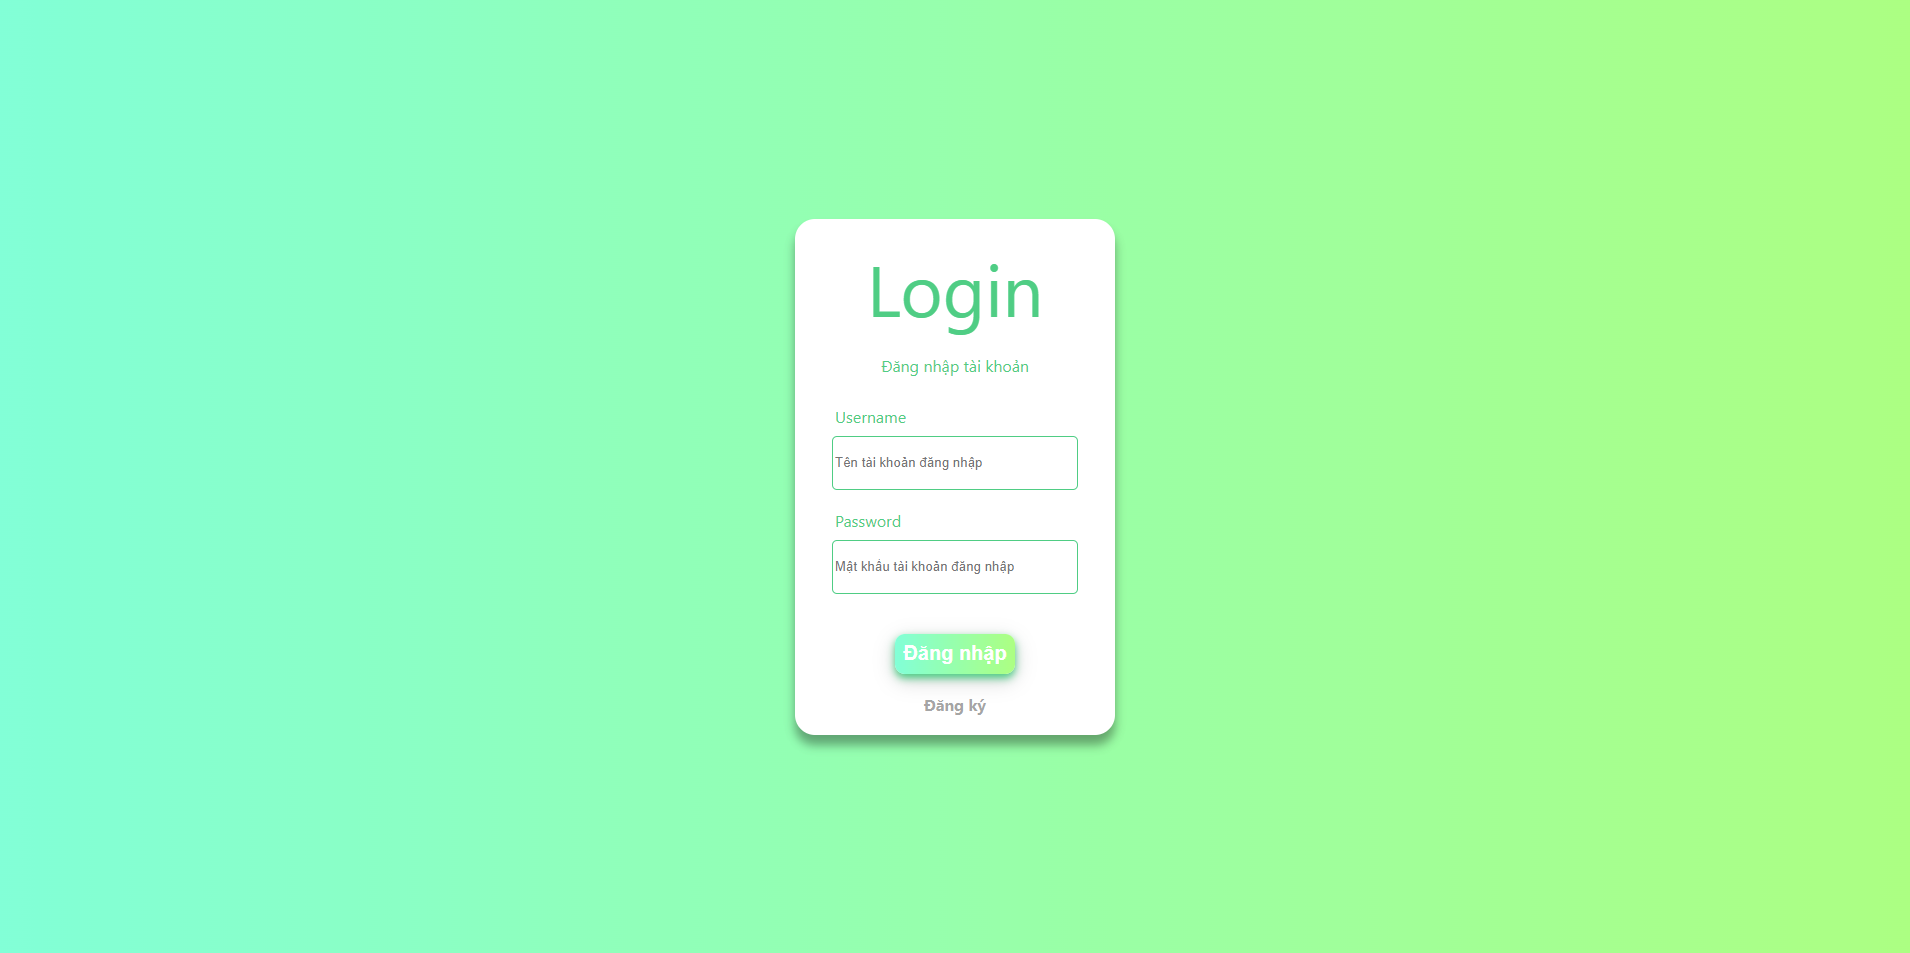 Login
Đăng nhập tài khoản
Username
Tên tài khoản đăng nhập
Password
Mật khẩu tài khoản đăng nhập
Đăng nhập
Đăng ký